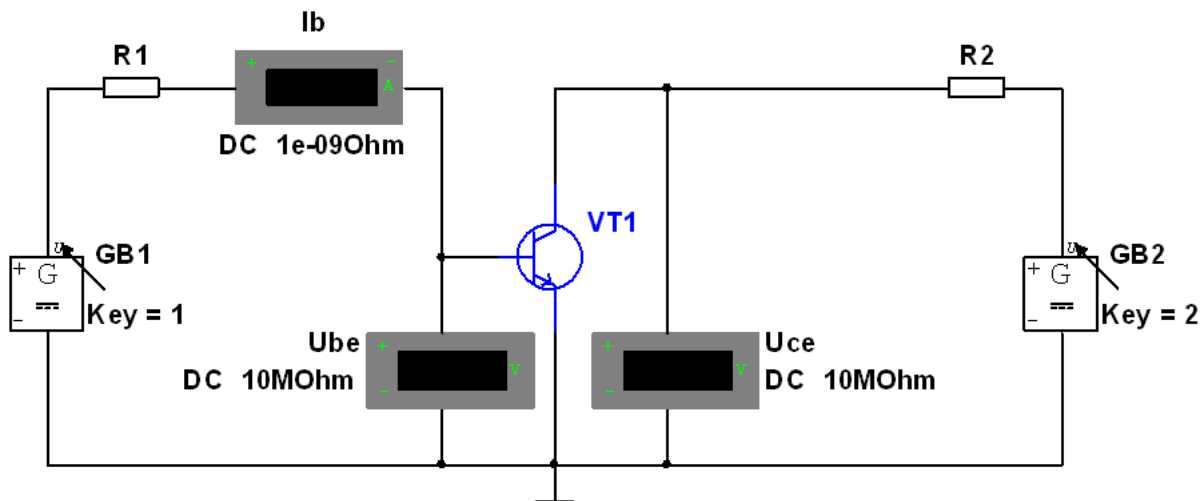 Ib
R1
+ -
A
DC 1e-09Ohm
R2
VT1
u
GB1
+
G
-
Key = 1
u
GB2
+
G
-
Key = 2
Ube
+
V
-
DC 10MOhm
Uce
+
V
-
DC 10MOhm